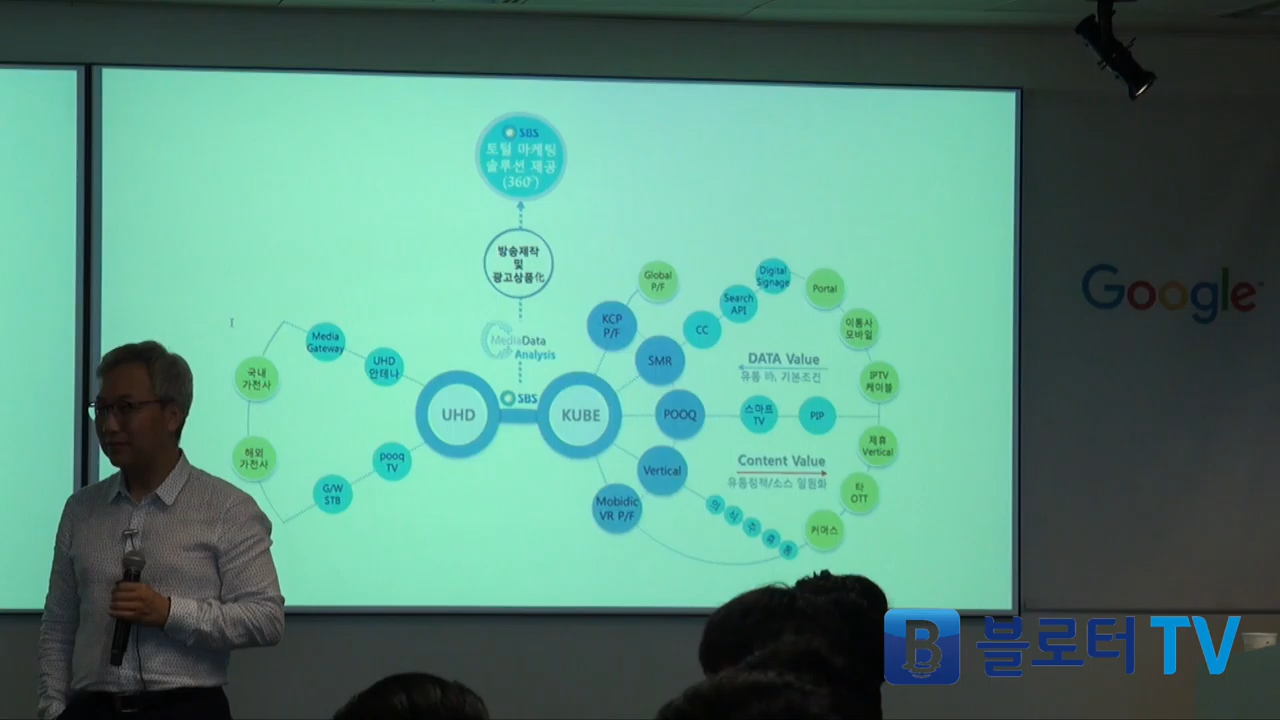 SBS
토털 마케팅
솔루션 제공
(360°)
방송제작
및
광고상품化
MediaData
Analysis
SBS
UHD
KUBE
Media
Gateway
UHD
안테나
국내
가전사
해외
가전사
G/W
STB
pooq
TV
Global
P/F
KCP
P/F
SMR
POOQ
Vertical
Mobidic
VR P/F
CC
Search
API
Digital
Signage
Portal
이통사
모바일
IPTV
케이블
제휴
Vertical
타
OTT
커머스
스마트
TV
PIP
DATA Value
유통 時, 기본조건
Content Value
유통정책/소스 일원화
의 식 주
Google
B 블로터 TV